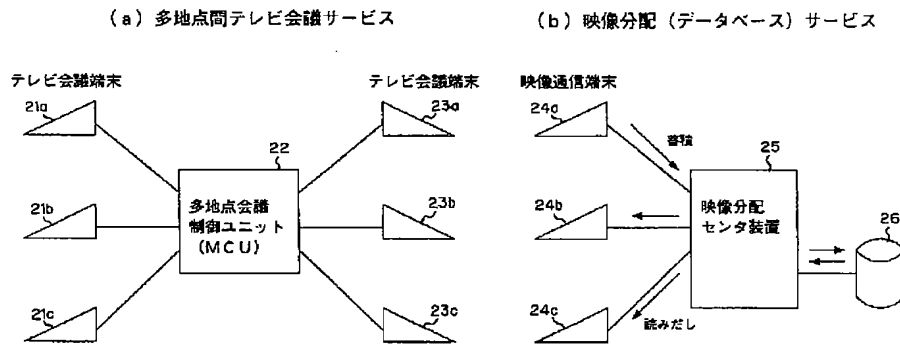 (a) 多地点間テレビ会議サービス
テレビ会議端末
テレビ会議端末
21a
23a
22
21b
多地点会議
制御ユニット
(MCU)
23b
21c
23c
(b) 映像分配(データベース)サービス
映像通信端末
24a
蓄積
25
24b
映像分配
センタ装置
26
24c
読みだし